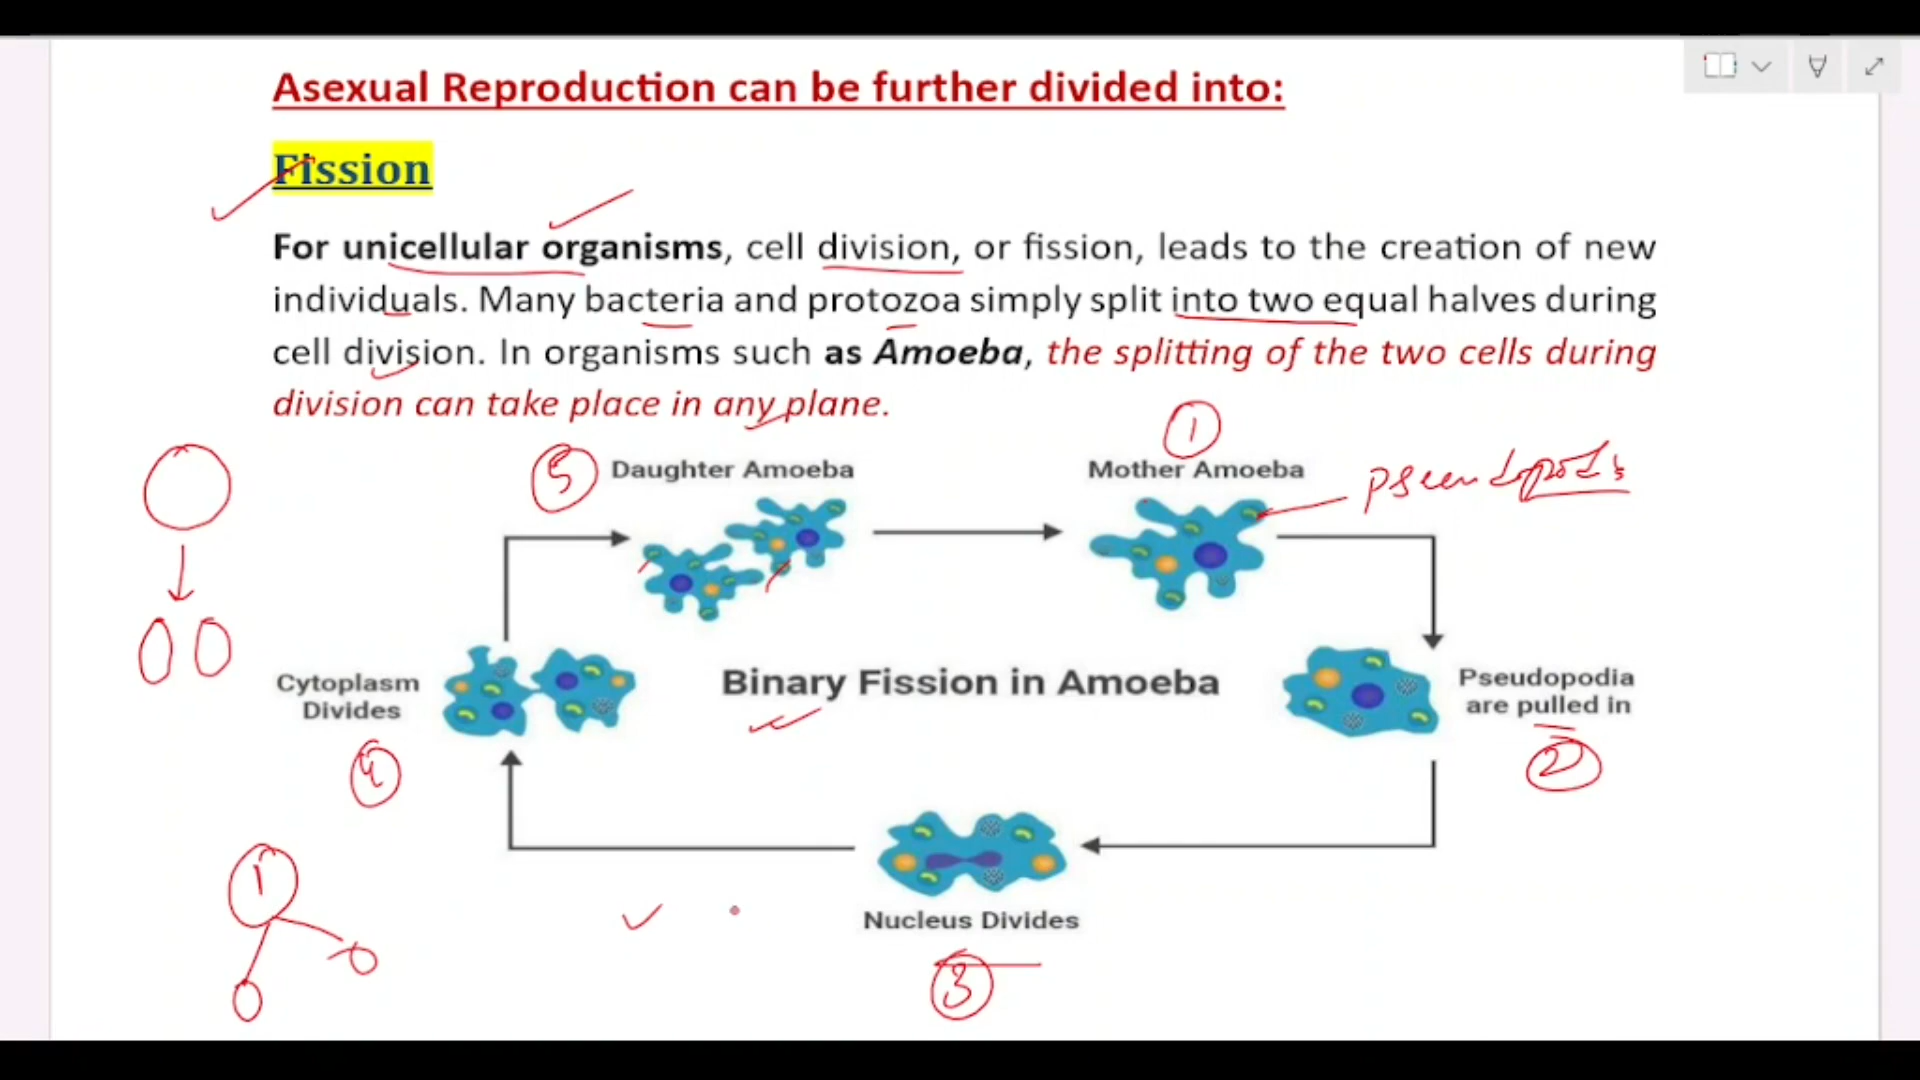 Asexual Reproduction can be further divided into:
Fission
For unicellular organisms, cell division, or fission, leads to the creation of new
individuals. Many bacteria and protozoa simply split into two equal halves during
cell division. In organisms such as Amoeba, the splitting of the two cells during
division can take place in any plane.
1
5
Daughter Amoeba
Mother Amoeba
pseudopods
Cytoplasm
Divides
Binary Fission in Amoeba
Pseudopodia
are pulled in
4
2
1
Nucleus Divides
3